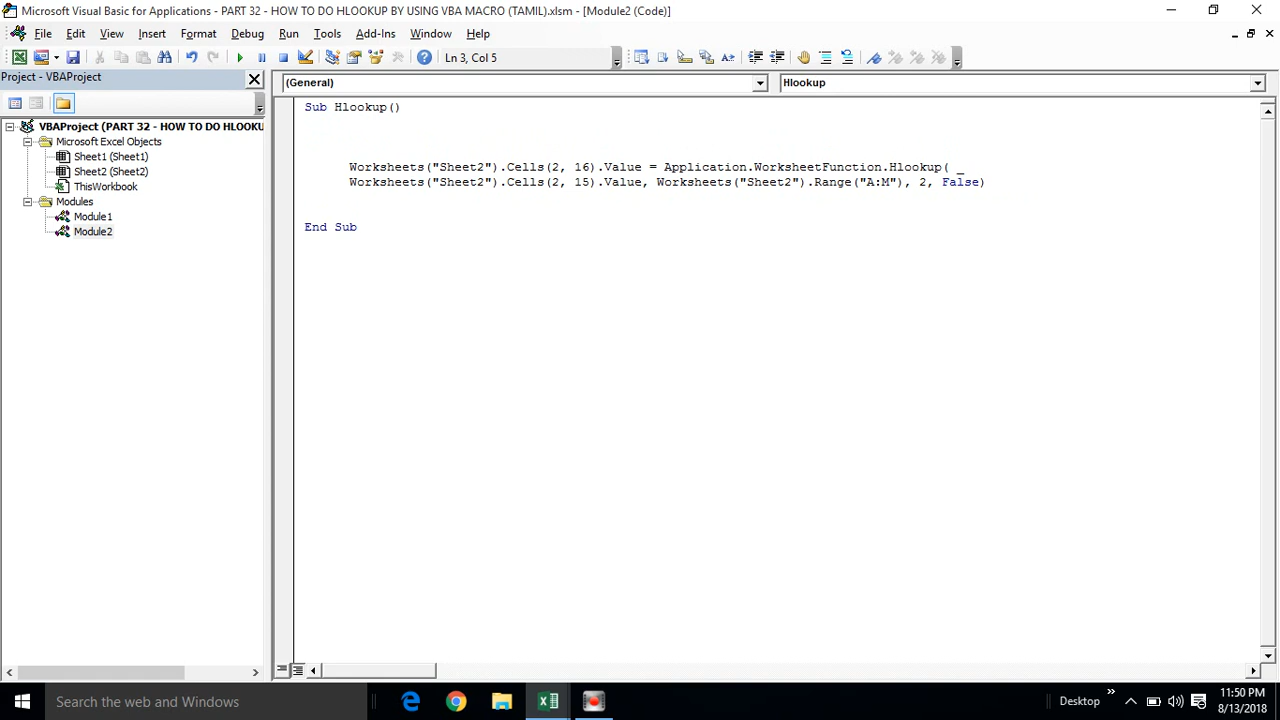 Microsoft Visual Basic for Applications - PART 32 - HOW TO DO HLOOKUP BY USING VBA MACRO (TAMIL).xlsm - [Module2 (Code)]
File Edit View Insert Format Debug Run Tools Add-Ins Window Help
Ln 3, Col 5
Project - VBAProject
(General) Hlookup
VBAProject (PART 32 - HOW TO DO HLOOKU
Microsoft Excel Objects
Sheet1 (Sheet1)
Sheet2 (Sheet2)
ThisWorkbook
Modules
Module1
Module2
Sub Hlookup()
Worksheets("Sheet2").Cells(2, 16).Value = Application.WorksheetFunction.Hlookup( _
Worksheets("Sheet2").Cells(2, 15).Value, Worksheets("Sheet2").Range("A:M"), 2, False)
End Sub
Search the web and Windows
Desktop
11:50 PM
8/13/2018